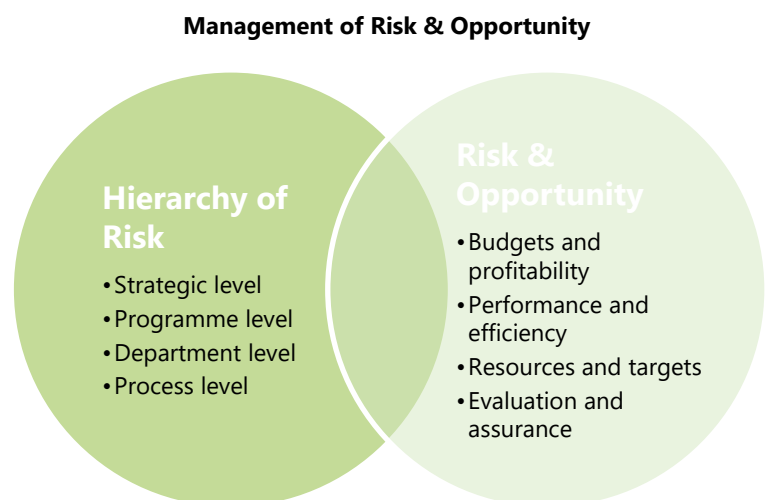 Management of Risk & Opportunity
Hierarchy of
Risk
•Strategic level
•Programme level
•Department level
•Process level
Risk &
Opportunity
•Budgets and
profitability
•Performance and
efficiency
•Resources and targets
•Evaluation and
assurance